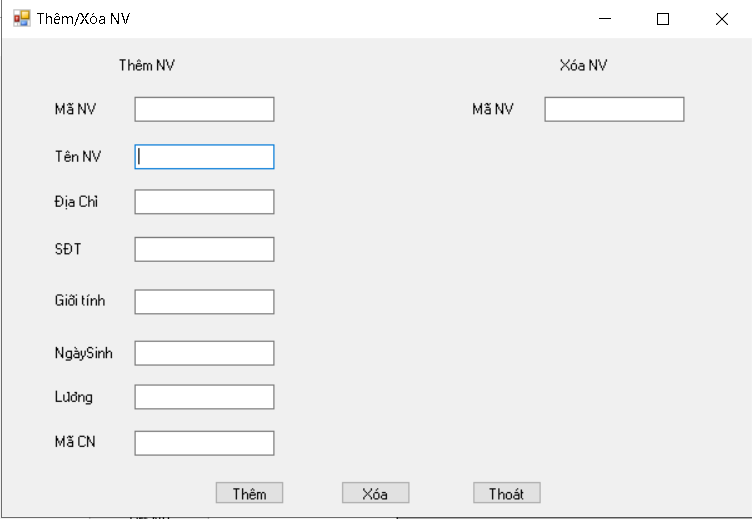 Thêm/Xóa NV
Thêm NV
Xóa NV
Mã NV
Mã NV
Tên NV
Địa Chỉ
SĐT
Giới tính
NgàySinh
Lương
Mã CN
Thêm
Xóa
Thoát